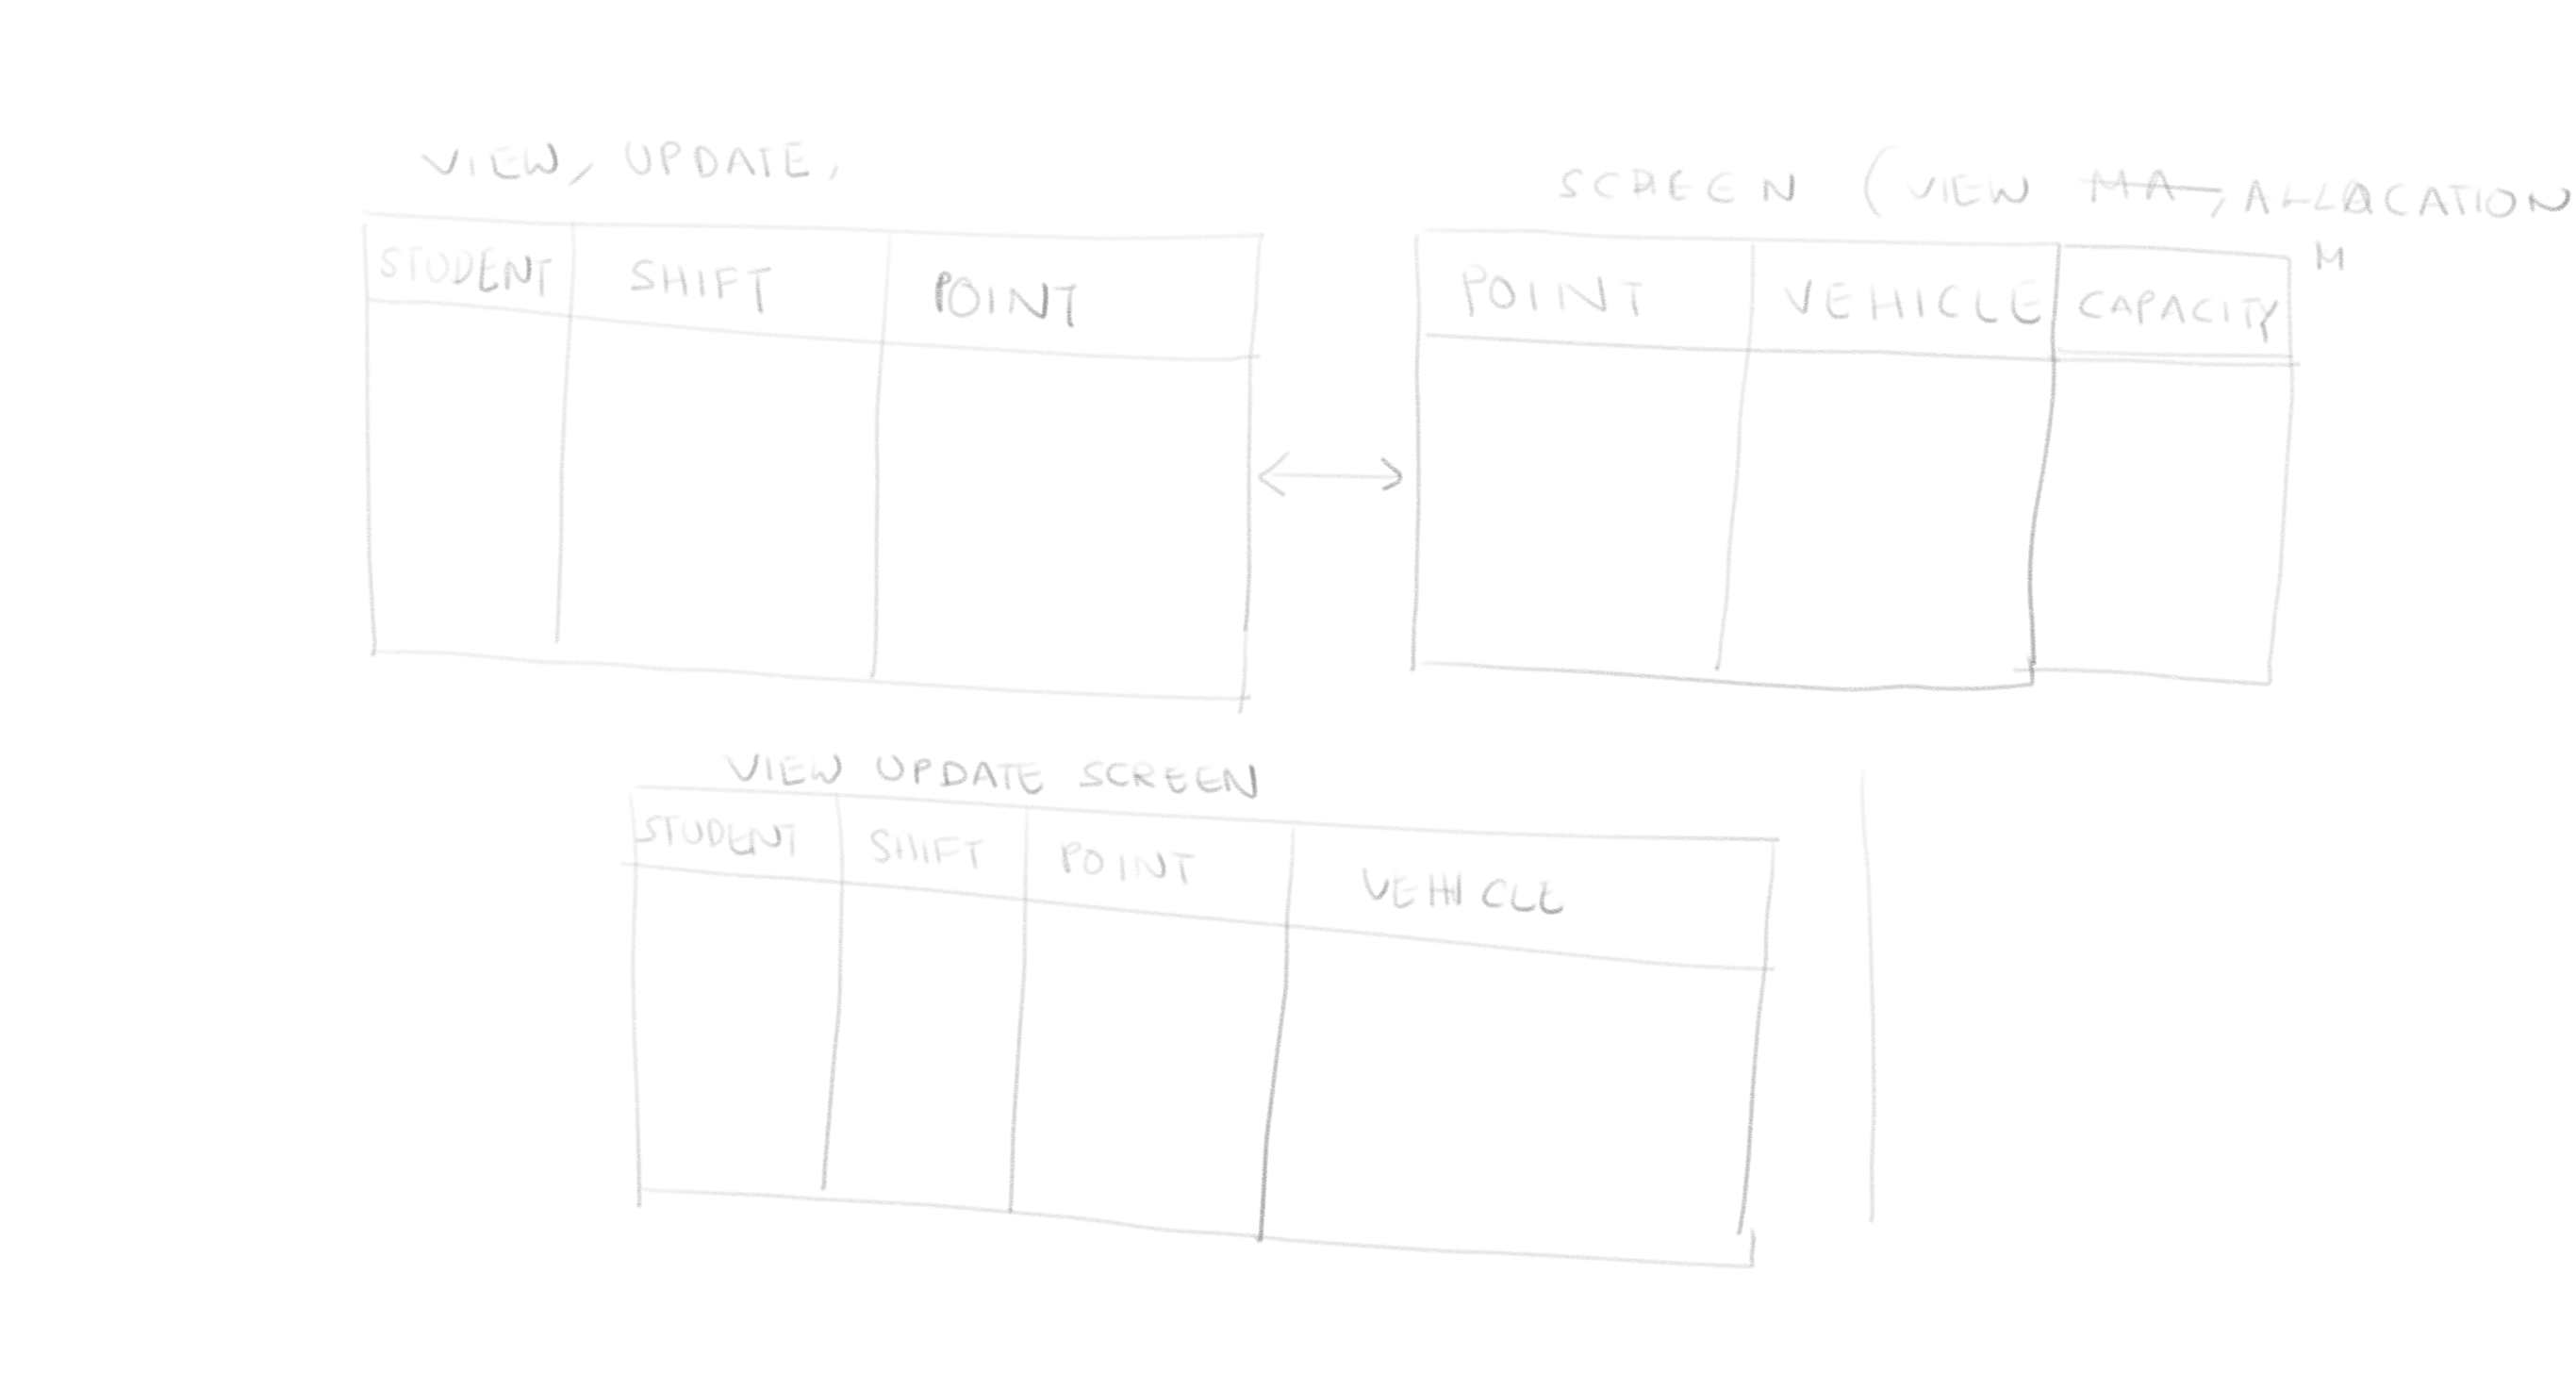 VIEW, UPDATE,
STUDENT SHIFT POINT
SCREEN (VIEW MA, ALLOCATION
M
POINT VEHICLE CAPACITY
VIEW UPDATE SCREEN
STUDENT SHIFT POINT VEHICLE